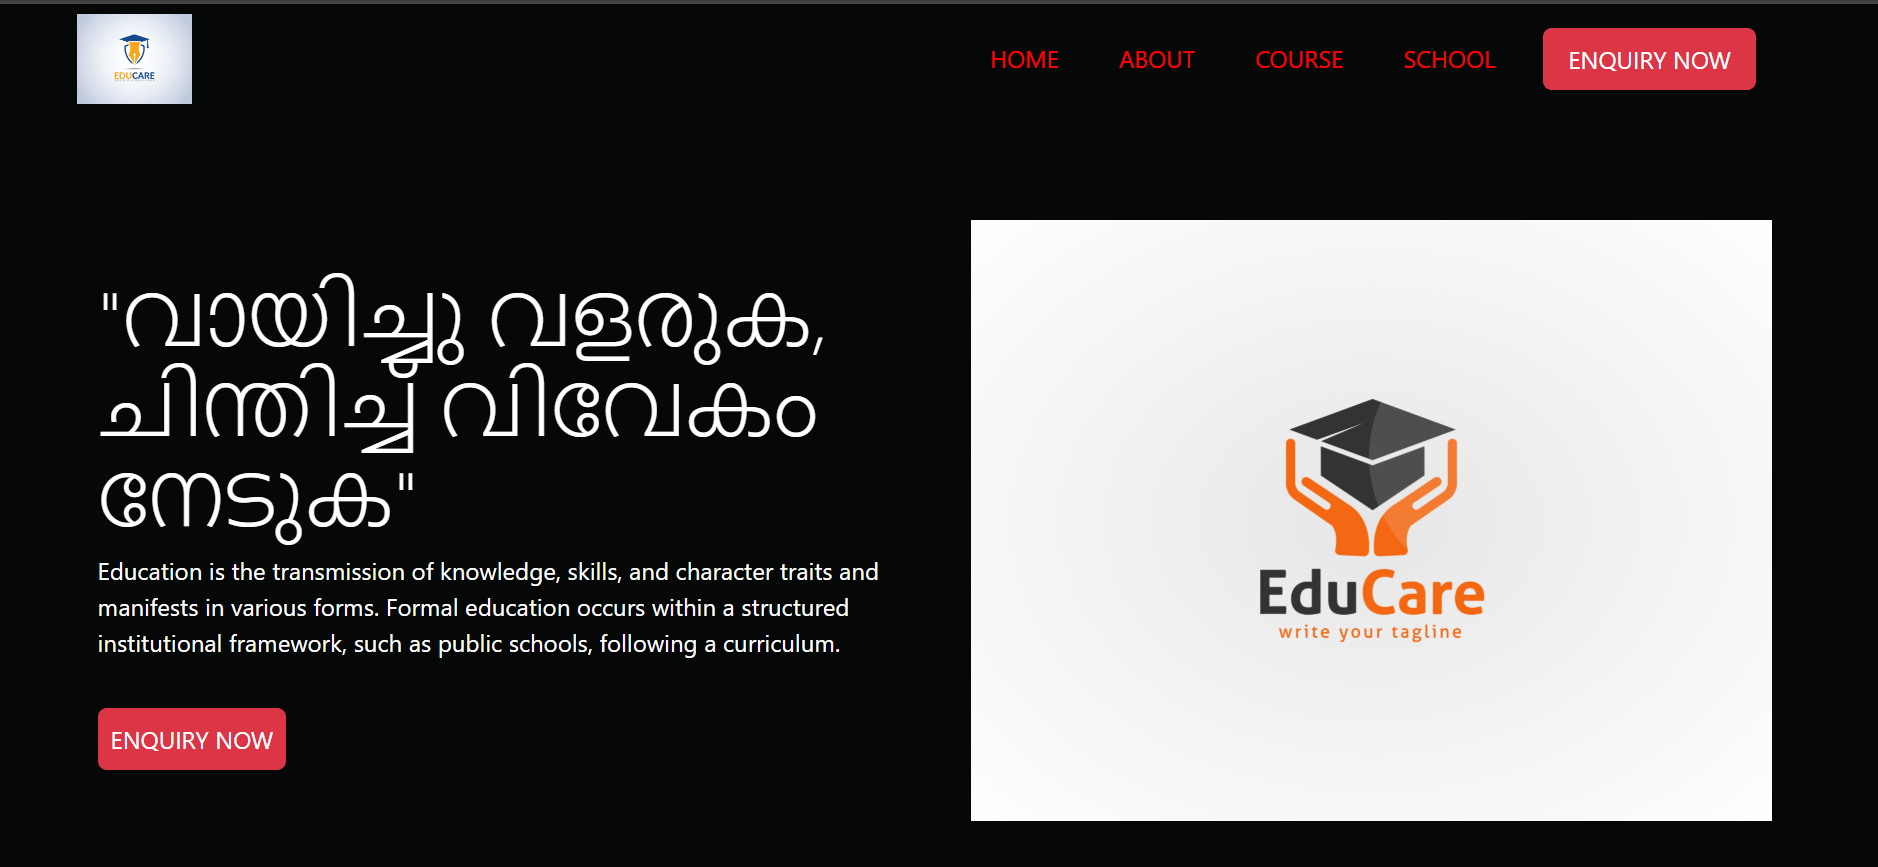 EDUCARE
HOME ABOUT COURSE SCHOOL ENQUIRY NOW
"വായിച്ചു വളരുക,
ചിന്തിച്ച് വിവേകം
നേടുക"
Education is the transmission of knowledge, skills, and character traits and
manifests in various forms. Formal education occurs within a structured
institutional framework, such as public schools, following a curriculum.
ENQUIRY NOW
EduCare
write your tagline